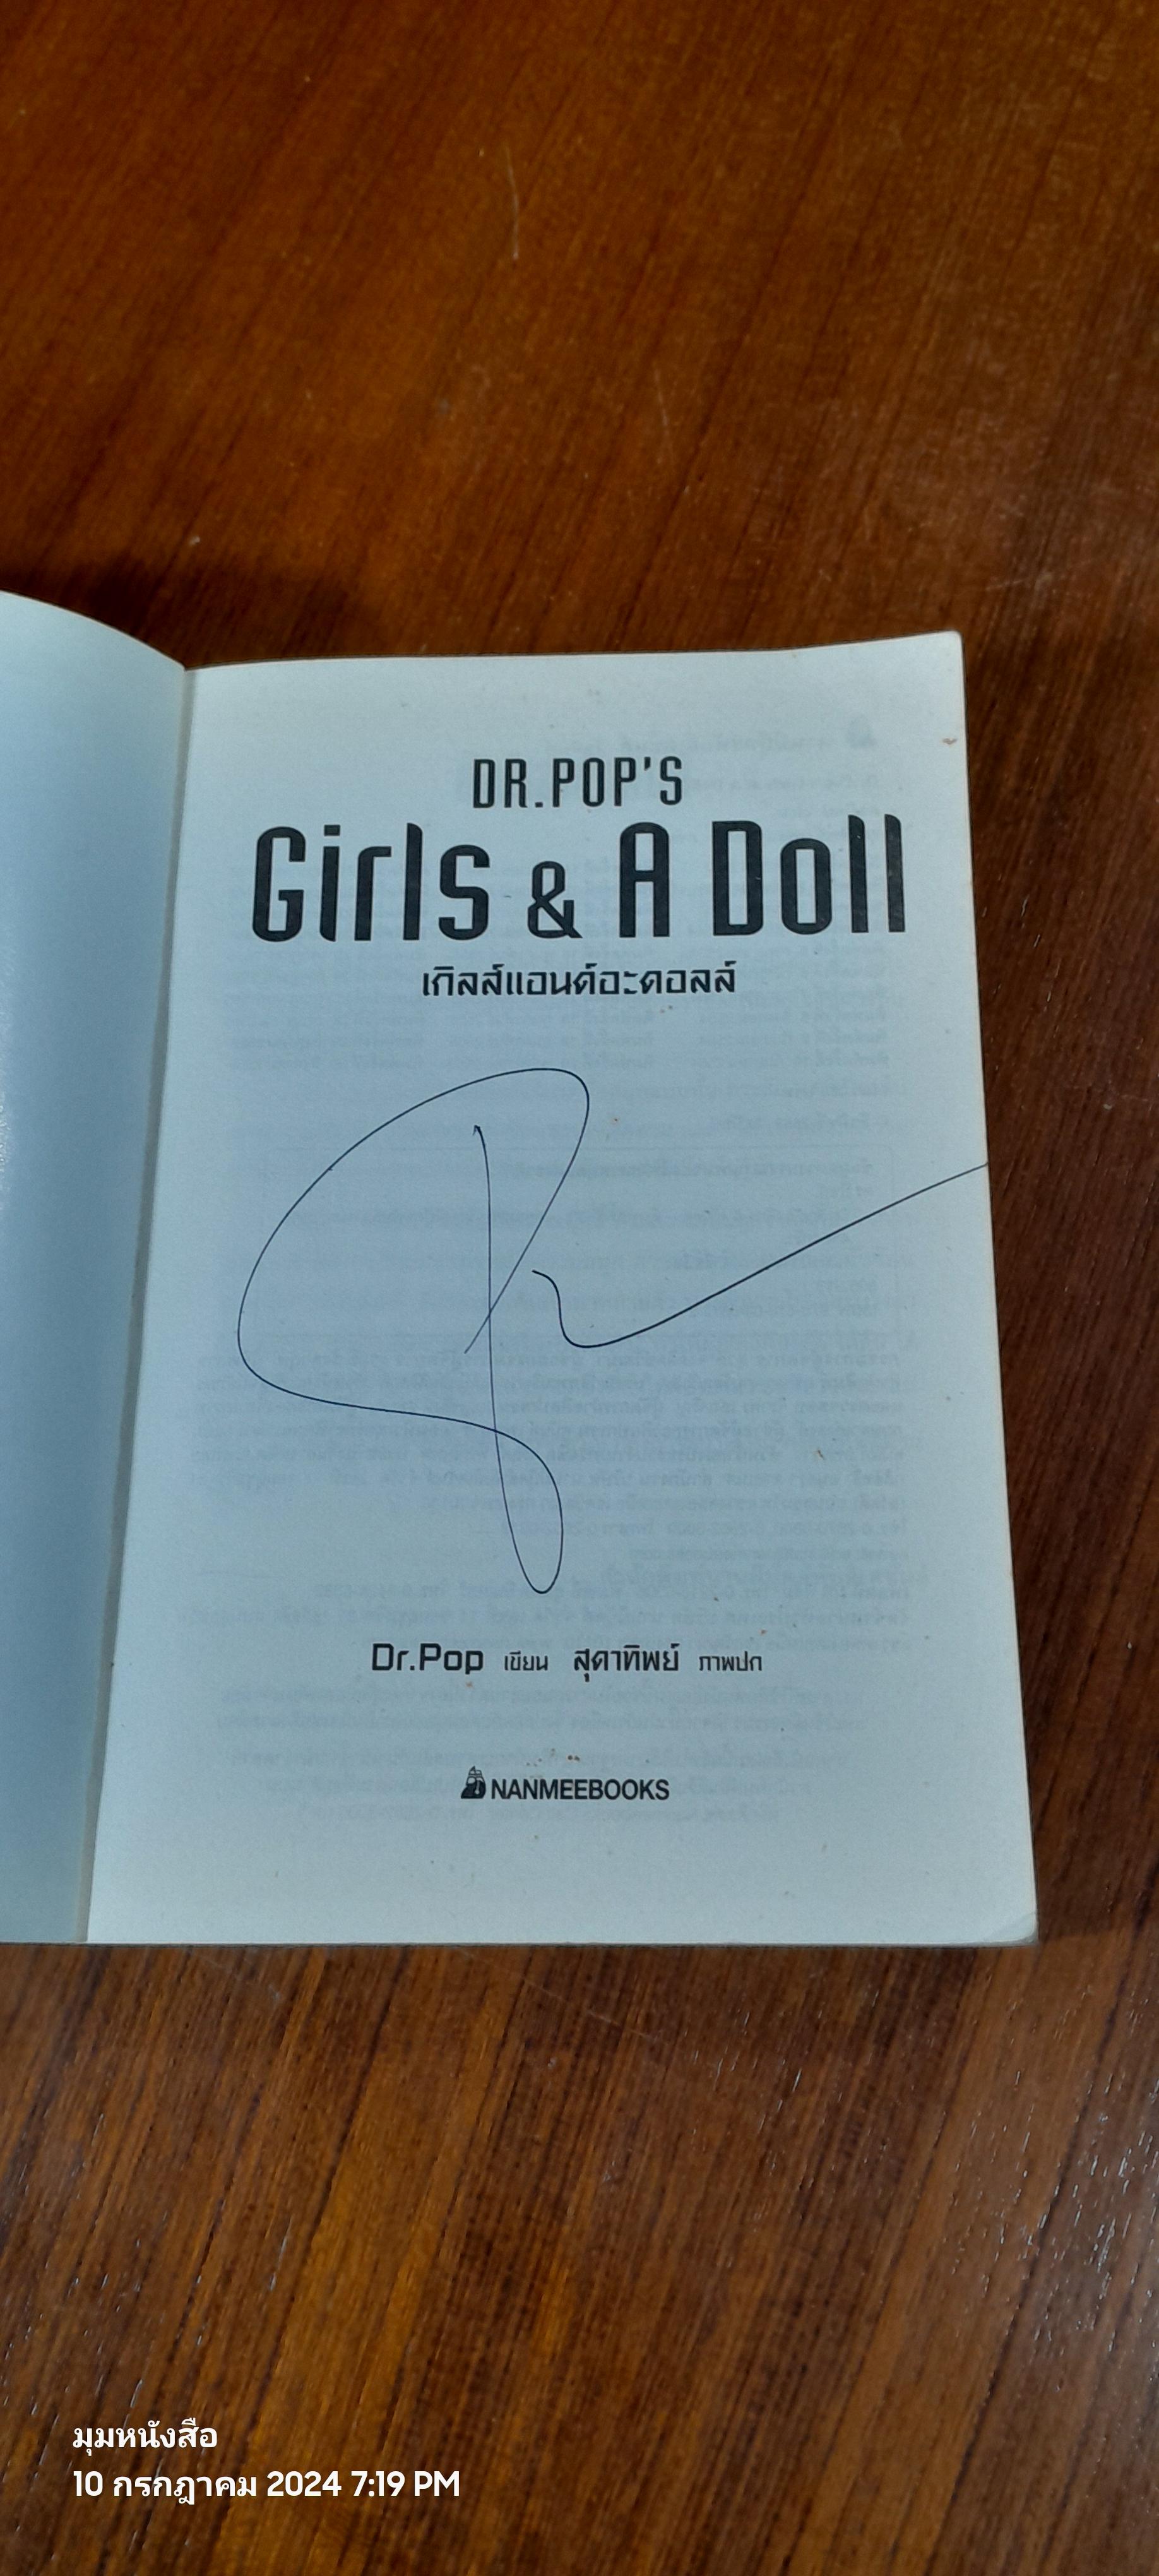 DR.POP'S
Girls & A Doll
เกิลส์แอนด์อะดอลล์
Dr.Pop เขียน สุดาทิพย์ ภาพปก
NANMEEBOOKS
มุมหนังสือ
10 กรกฎาคม 2024 7:19 PM